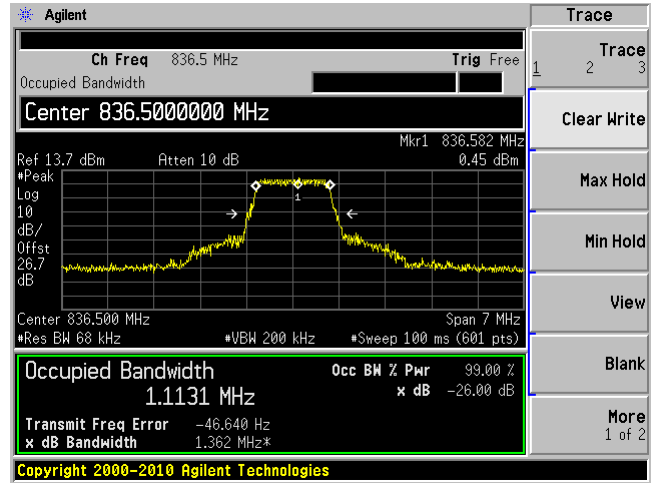 Agilent
Trace
Ch Freq 836.5 MHz Trig Free
Occupied Bandwidth
Center 836.5000000 MHz
Mkr1 836.582 MHz
Ref 13.7 dBm Atten 10 dB 0.45 dBm
#Peak
Log
10
dB/
Offst
26.7
dB
1
Center 836.500 MHz Span 7 MHz
#Res BW 68 kHz #VBW 200 kHz #Sweep 100 ms (601 pts)
Occupied Bandwidth
1.1131 MHz
Occ BW % Pwr 99.00 %
x dB -26.00 dB
Transmit Freq Error -46.640 Hz
x dB Bandwidth 1.362 MHz*
Trace
1 2 3
Clear Write
Max Hold
Min Hold
View
Blank
More
1 of 2
Copyright 2000-2010 Agilent Technologies